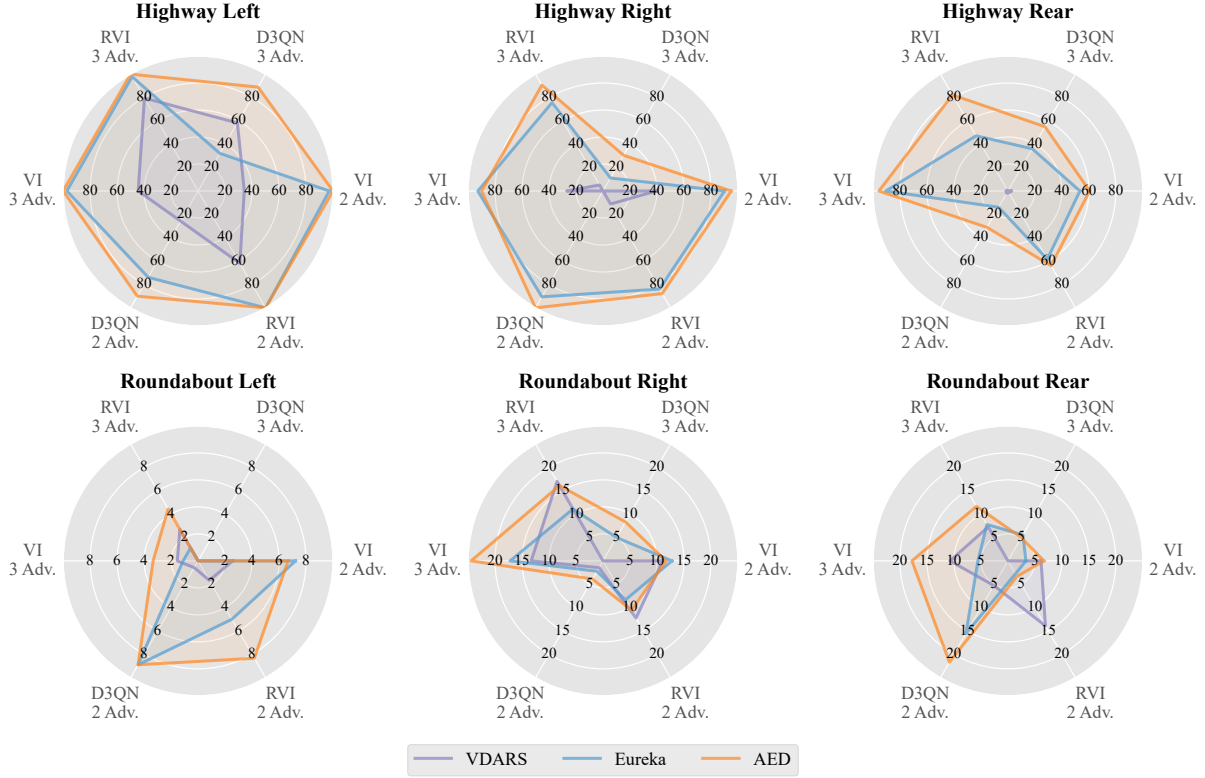 Highway Left
Highway Right
Highway Rear
RVI
3 Adv.
D3QN
3 Adv.
RVI
3 Adv.
D3QN
3 Adv.
RVI
3 Adv.
D3QN
3 Adv.
80 80 80 80 80 80
60 60 60 60 60 60
40 40 40 40 40 40
20 20 20 20 20 20
VI
3 Adv.
80 60 40 20 20 40 60 80
VI
2 Adv.
VI
3 Adv.
80 60 40 20 20 40 60 80
VI
2 Adv.
VI
3 Adv.
80 60 40 20 20 40 60 80
VI
2 Adv.
20 20 20 20 20 20
40 40 40 40 40 40
60 60 60 60 60 60
80 80 80 80 80 80
D3QN
2 Adv.
RVI
2 Adv.
D3QN
2 Adv.
RVI
2 Adv.
D3QN
2 Adv.
RVI
2 Adv.
Roundabout Left
Roundabout Right
Roundabout Rear
RVI
3 Adv.
D3QN
3 Adv.
RVI
3 Adv.
D3QN
3 Adv.
RVI
3 Adv.
D3QN
3 Adv.
8 8 20 20 20 20
6 6 15 15 15 15
4 4 10 10 10 10
2 2 5 5 5 5
VI
3 Adv.
8 6 4 2 2 4 6 8
VI
2 Adv.
VI
3 Adv.
20 15 10 5 5 10 15 20
VI
2 Adv.
VI
3 Adv.
20 15 10 5 5 10 15 20
VI
2 Adv.
2 2 5 5 5 5
4 4 10 10 10 10
6 6 15 15 15 15
8 8 20 20 20 20
D3QN
2 Adv.
RVI
2 Adv.
D3QN
2 Adv.
RVI
2 Adv.
D3QN
2 Adv.
RVI
2 Adv.
VDARS Eureka AED